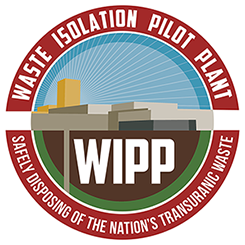 WASTE ISOLATION PILOT PLANT
WIPP
SAFELY DISPOSING OF THE NATION'S TRANSURANIC WASTE